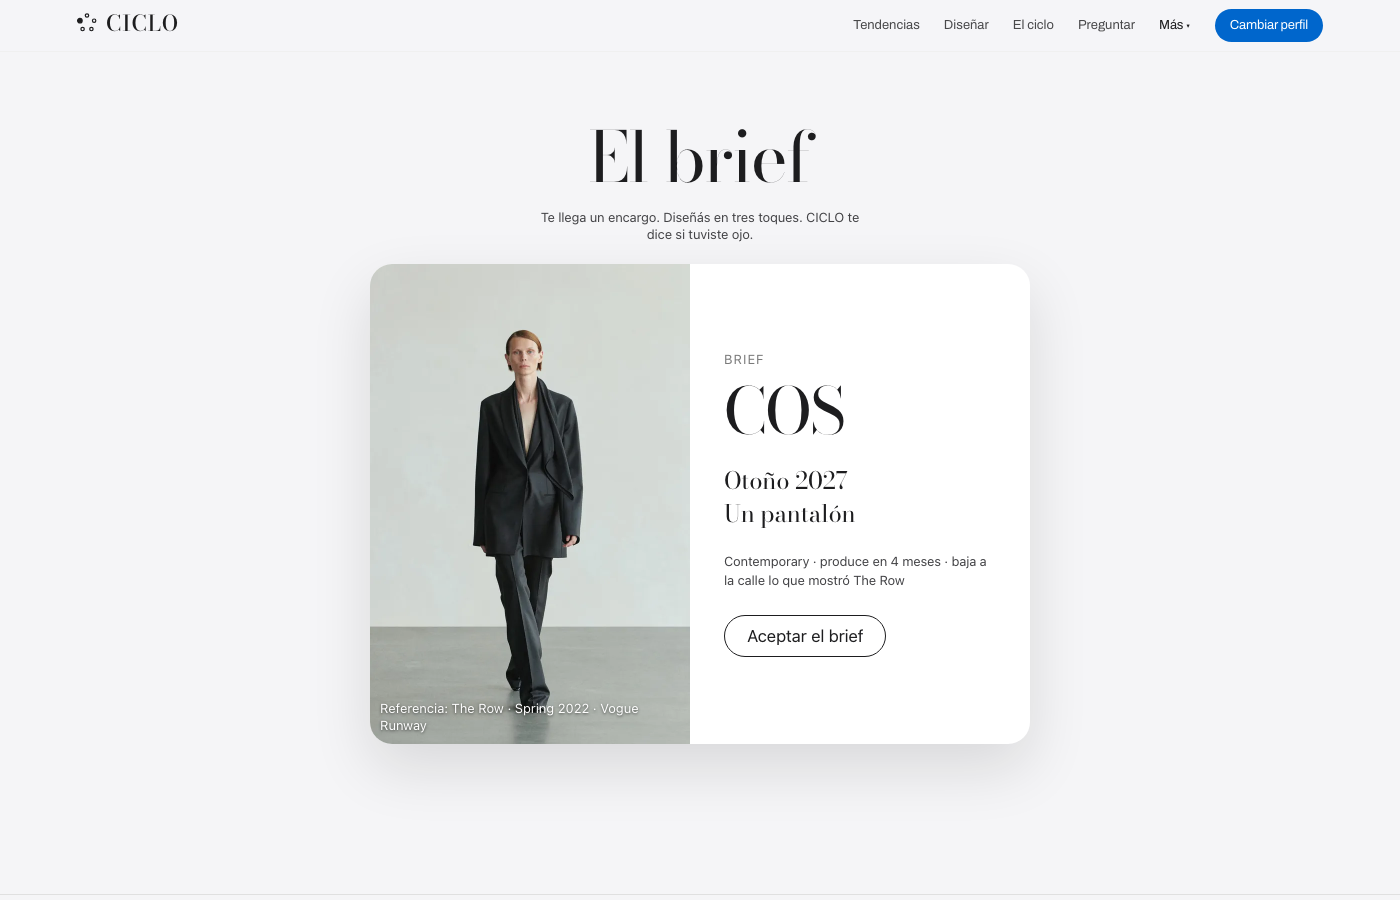 CICLO
Tendencias
Diseñar
El ciclo
Preguntar
Más
Cambiar perfil
El brief
Te llega un encargo. Diseñás en tres toques. CICLO te
dice si tuviste ojo.
Referencia: The Row · Spring 2022 · Vogue
Runway
BRIEF
COS
Otoño 2027
Un pantalón
Contemporary · produce en 4 meses · baja a
la calle lo que mostró The Row
Aceptar el brief